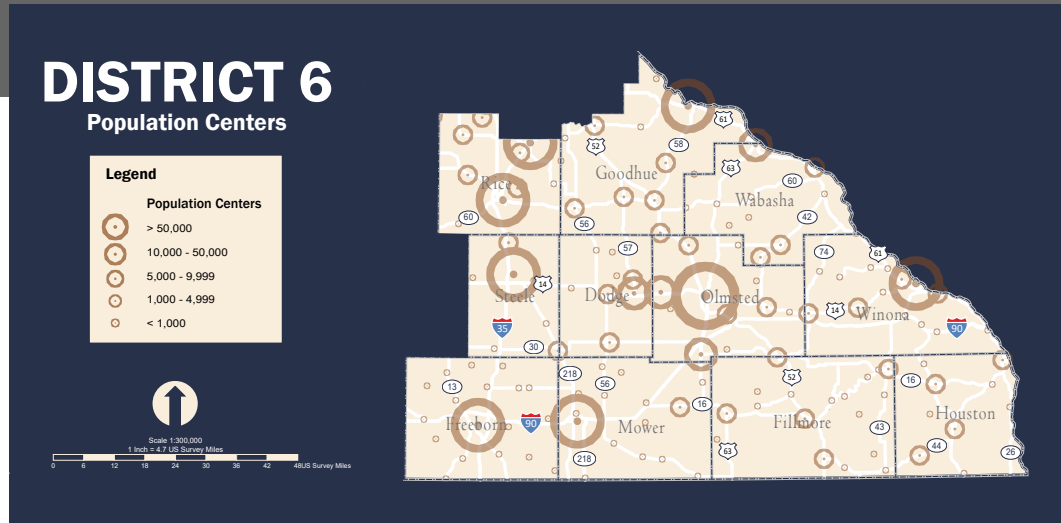 DISTRICT 6
Population Centers
Legend
Population Centers
> 50,000
10,000 - 50,000
5,000 - 9,999
1,000 - 4,999
< 1,000
Scale 1:300,000
1 Inch = 4.7 US Survey Miles
0 6 12 18 24 30 36 42 48US Survey Miles
61
52
58
Goodhue
63
Rice
60
Wabasha
60
56
42
57
74
61
14
Steele
Dodge
Olmsted
14
Winona
35
90
30
218
56
52
13
16
16
Freeborn
90
Mower
Fillmore
Houston
43
44
63
26
218